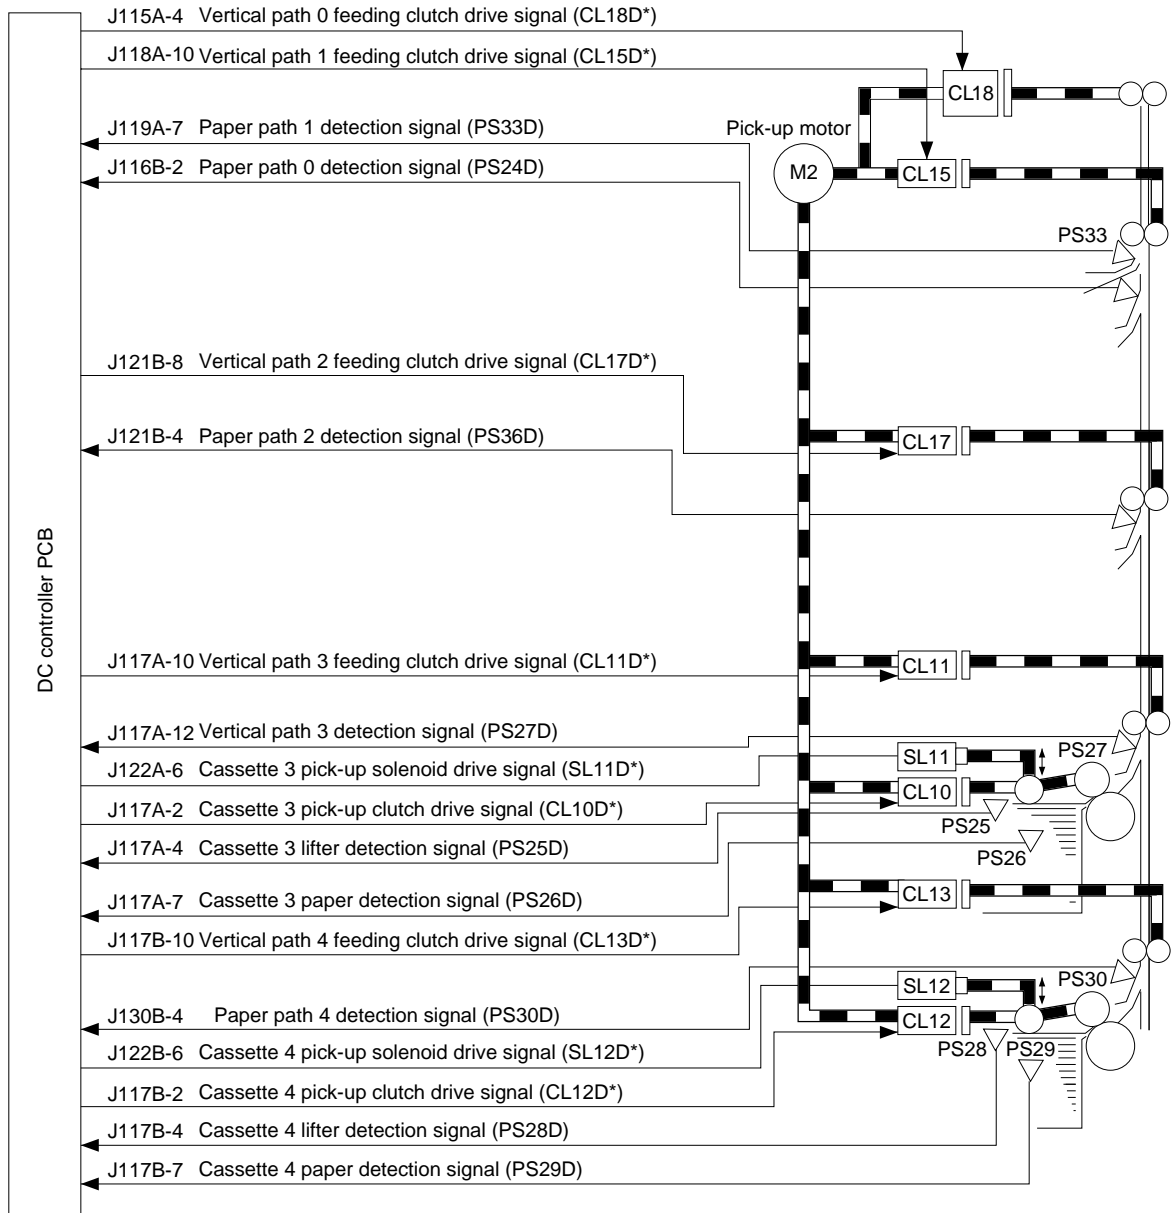 J115A-4 Vertical path 0 feeding clutch drive signal (CL18D*)
J118A-10 Vertical path 1 feeding clutch drive signal (CL15D*)
CL18
J119A-7 Paper path 1 detection signal (PS33D)
Pick-up motor
J116B-2 Paper path 0 detection signal (PS24D)
M2
CL15
PS33
J121B-8 Vertical path 2 feeding clutch drive signal (CL17D*)
J121B-4 Paper path 2 detection signal (PS36D)
CL17
DC controller PCB
J117A-10 Vertical path 3 feeding clutch drive signal (CL11D*)
CL11
J117A-12 Vertical path 3 detection signal (PS27D)
PS27
SL11
J122A-6 Cassette 3 pick-up solenoid drive signal (SL11D*)
CL10
J117A-2 Cassette 3 pick-up clutch drive signal (CL10D*)
PS25
J117A-4 Cassette 3 lifter detection signal (PS25D)
PS26
J117A-7 Cassette 3 paper detection signal (PS26D)
CL13
J117B-10 Vertical path 4 feeding clutch drive signal (CL13D*)
PS30
SL12
J130B-4 Paper path 4 detection signal (PS30D)
CL12
J122B-6 Cassette 4 pick-up solenoid drive signal (SL12D*)
PS28 PS29
J117B-2 Cassette 4 pick-up clutch drive signal (CL12D*)
J117B-4 Cassette 4 lifter detection signal (PS28D)
J117B-7 Cassette 4 paper detection signal (PS29D)